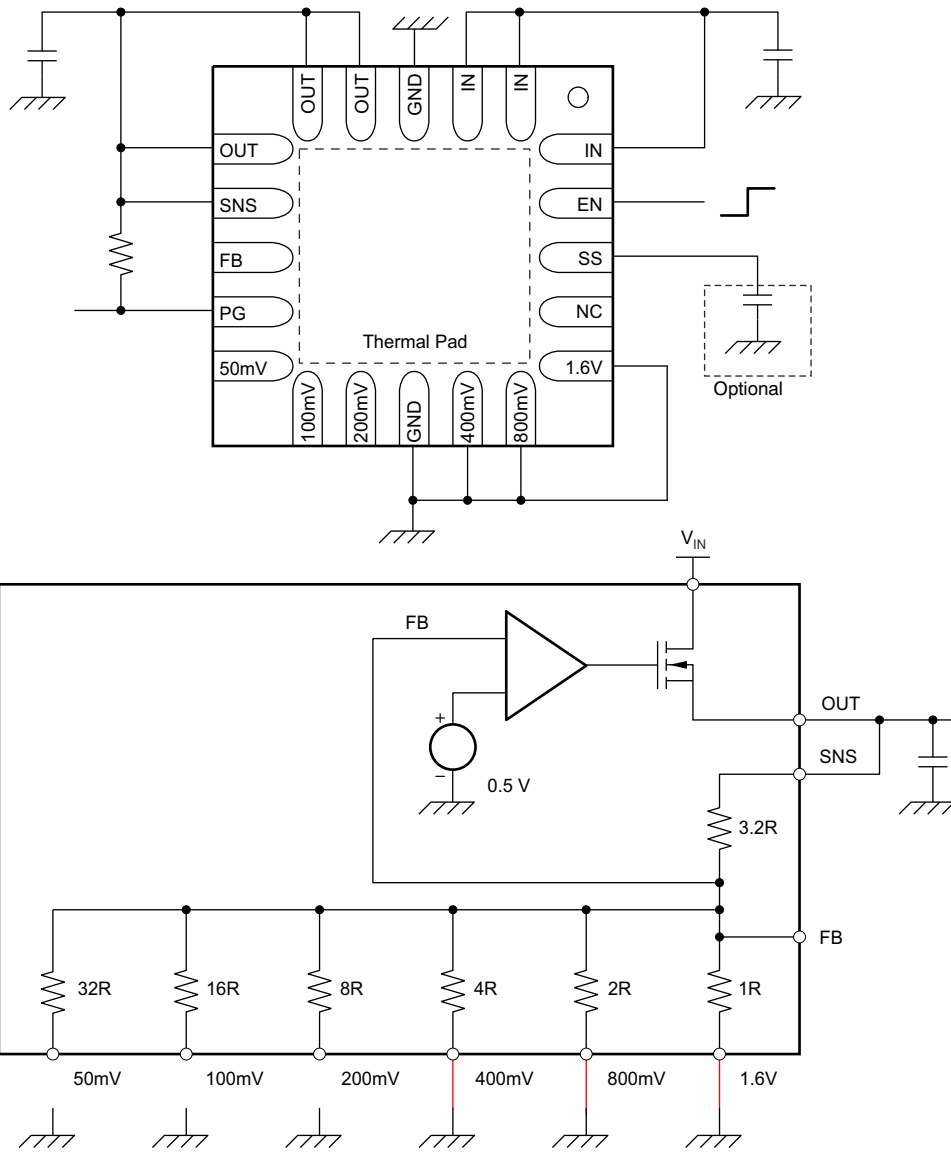 OUT
OUT
GND
IN
IN
OUT
IN
SNS
EN
FB
SS
PG
NC
Thermal Pad
50mV
1.6V
100mV
200mV
GND
400mV
800mV
Optional
VIN
FB
OUT
+
SNS
−
0.5 V
3.2R
FB
32R
16R
8R
4R
2R
1R
50mV
100mV
200mV
400mV
800mV
1.6V